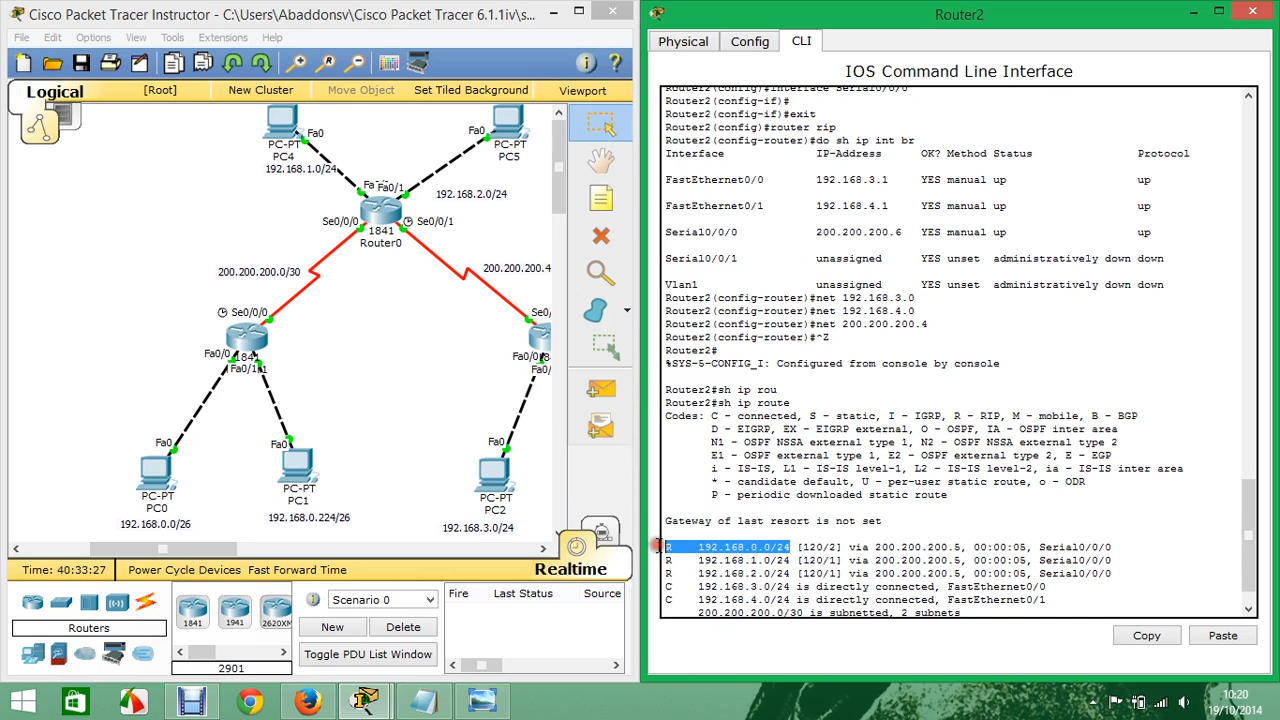 Cisco Packet Tracer Instructor - C:\Users\Abaddonsv\Cisco Packet Tracer 6.1.1iv\s...
File Edit Options View Tools Extensions Help
Logical [Root] New Cluster Move Object Set Tiled Background Viewport
Fa0
PC-PT
PC4
192.168.1.0/24
Fa0
PC-PT
PC5
192.168.2.0/24
Fa0/1
Se0/0/0
Se0/0/1
1841
Router0
200.200.200.0/30
200.200.200.4
Se0/0/0
Se0/
Fa0/0
1841
Fa0/1
Fa0
PC-PT
PC0
192.168.0.0/26
Fa0
PC-PT
PC1
192.168.0.224/26
Fa0
PC-PT
PC2
192.168.3.0/24
Time: 40:33:27 Power Cycle Devices Fast Forward Time Realtime
Routers
1841 1941 2620XM
2901
Scenario 0
New Delete
Toggle PDU List Window
Fire Last Status Source
Router2
Physical Config CLI
IOS Command Line Interface
Router2(config)#interface Serial0/0/0
Router2(config-if)#
Router2(config-if)#exit
Router2(config)#router rip
Router2(config-router)#do sh ip int br
Interface IP-Address OK? Method Status Protocol
FastEthernet0/0 192.168.3.1 YES manual up up
FastEthernet0/1 192.168.4.1 YES manual up up
Serial0/0/0 200.200.200.6 YES manual up up
Serial0/0/1 unassigned YES unset administratively down down
Vlan1 unassigned YES unset administratively down down
Router2(config-router)#net 192.168.3.0
Router2(config-router)#net 192.168.4.0
Router2(config-router)#net 200.200.200.4
Router2(config-router)#^Z
Router2#
%SYS-5-CONFIG_I: Configured from console by console
Router2#sh ip rou
Router2#sh ip route
Codes: C - connected, S - static, I - IGRP, R - RIP, M - mobile, B - BGP
D - EIGRP, EX - EIGRP external, O - OSPF, IA - OSPF inter area
N1 - OSPF NSSA external type 1, N2 - OSPF NSSA external type 2
E1 - OSPF external type 1, E2 - OSPF external type 2, E - EGP
i - IS-IS, L1 - IS-IS level-1, L2 - IS-IS level-2, ia - IS-IS inter area
* - candidate default, U - per-user static route, o - ODR
P - periodic downloaded static route
Gateway of last resort is not set
R 192.168.0.0/24 [120/2] via 200.200.200.5, 00:00:05, Serial0/0/0
R 192.168.1.0/24 [120/1] via 200.200.200.5, 00:00:05, Serial0/0/0
R 192.168.2.0/24 [120/1] via 200.200.200.5, 00:00:05, Serial0/0/0
C 192.168.3.0/24 is directly connected, FastEthernet0/0
C 192.168.4.0/24 is directly connected, FastEthernet0/1
200.200.200.0/30 is subnetted, 2 subnets
Copy Paste
10:20
19/10/2014